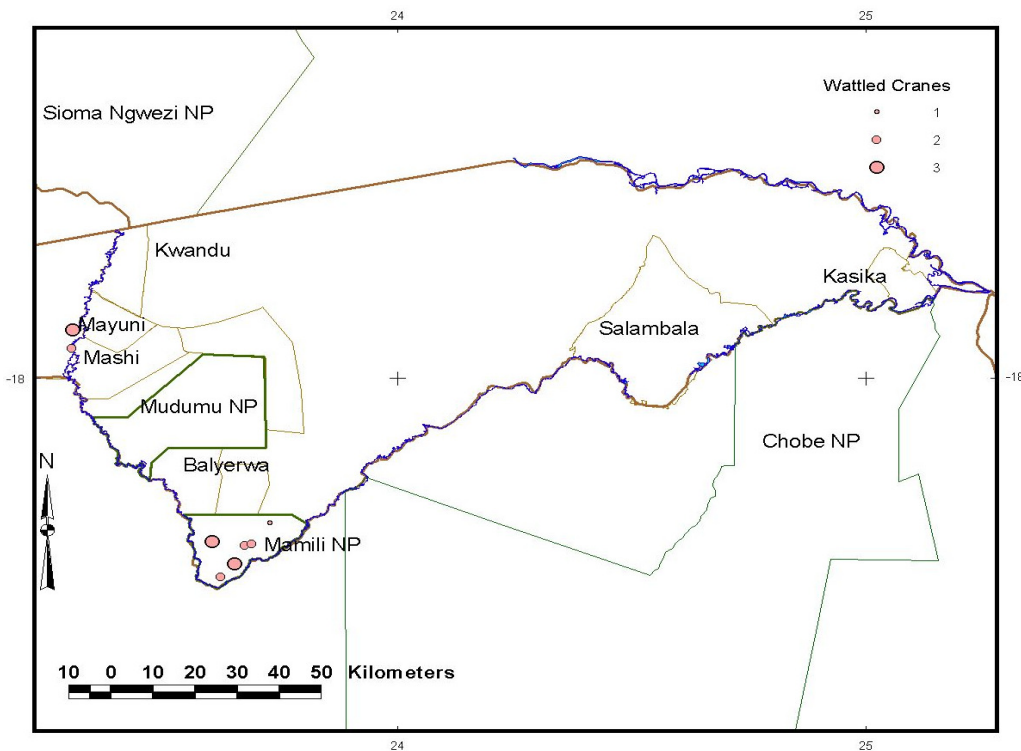 24 25
Sioma Ngwezi NP
Wattled Cranes
1
2
3
Kwandu
Kasika
Mayuni
Salambala
Mashi
-18 -18
Mudumu NP
Chobe NP
Balyerwa
N
Mamili NP
10 0 10 20 30 40 50 Kilometers
24 25